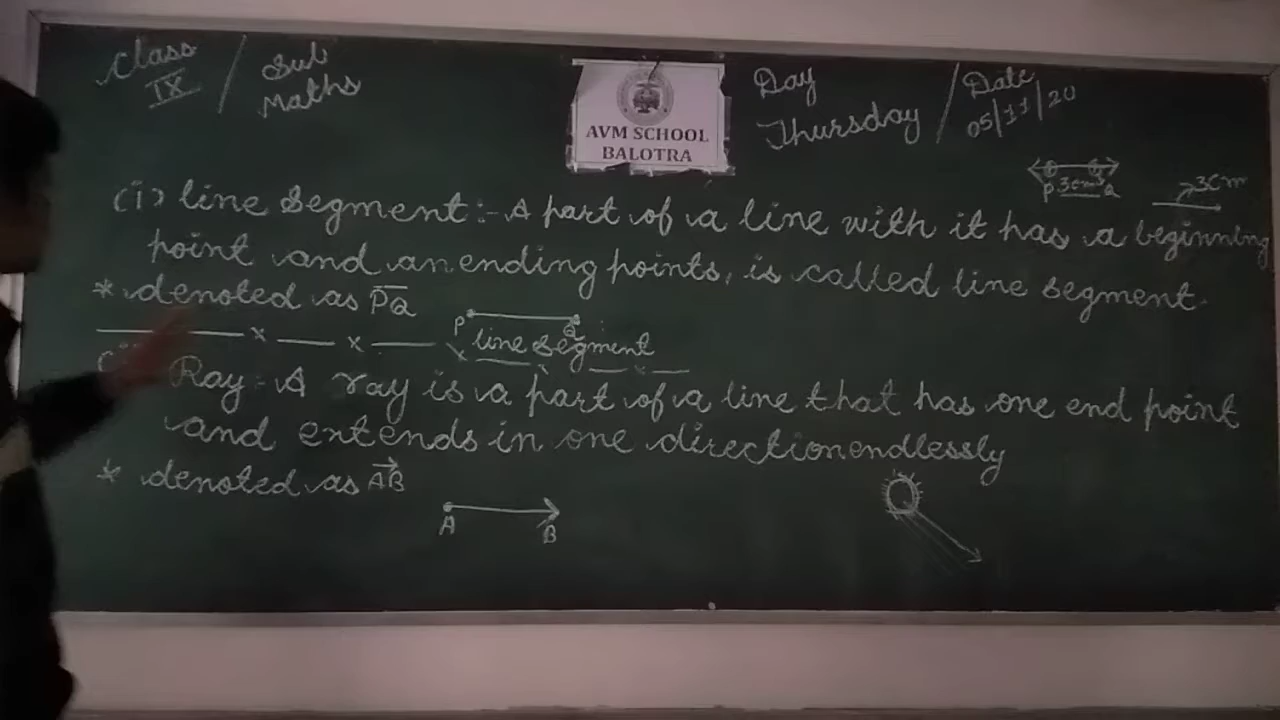 Class / Sub
IX Maths
AVM SCHOOL
BALOTRA
Day / Date
Thursday 05/11/20
P 3cm Q
3cm
(i) line segment:- A part of a line with it has a beginning
point and an ending points, is called line segment.
* denoted as P̅Q̅
P Q
line segment
Ray - A ray is a part of a line that has one end point
and extends in one direction endlessly
* denoted as A⃗B⃗
A B